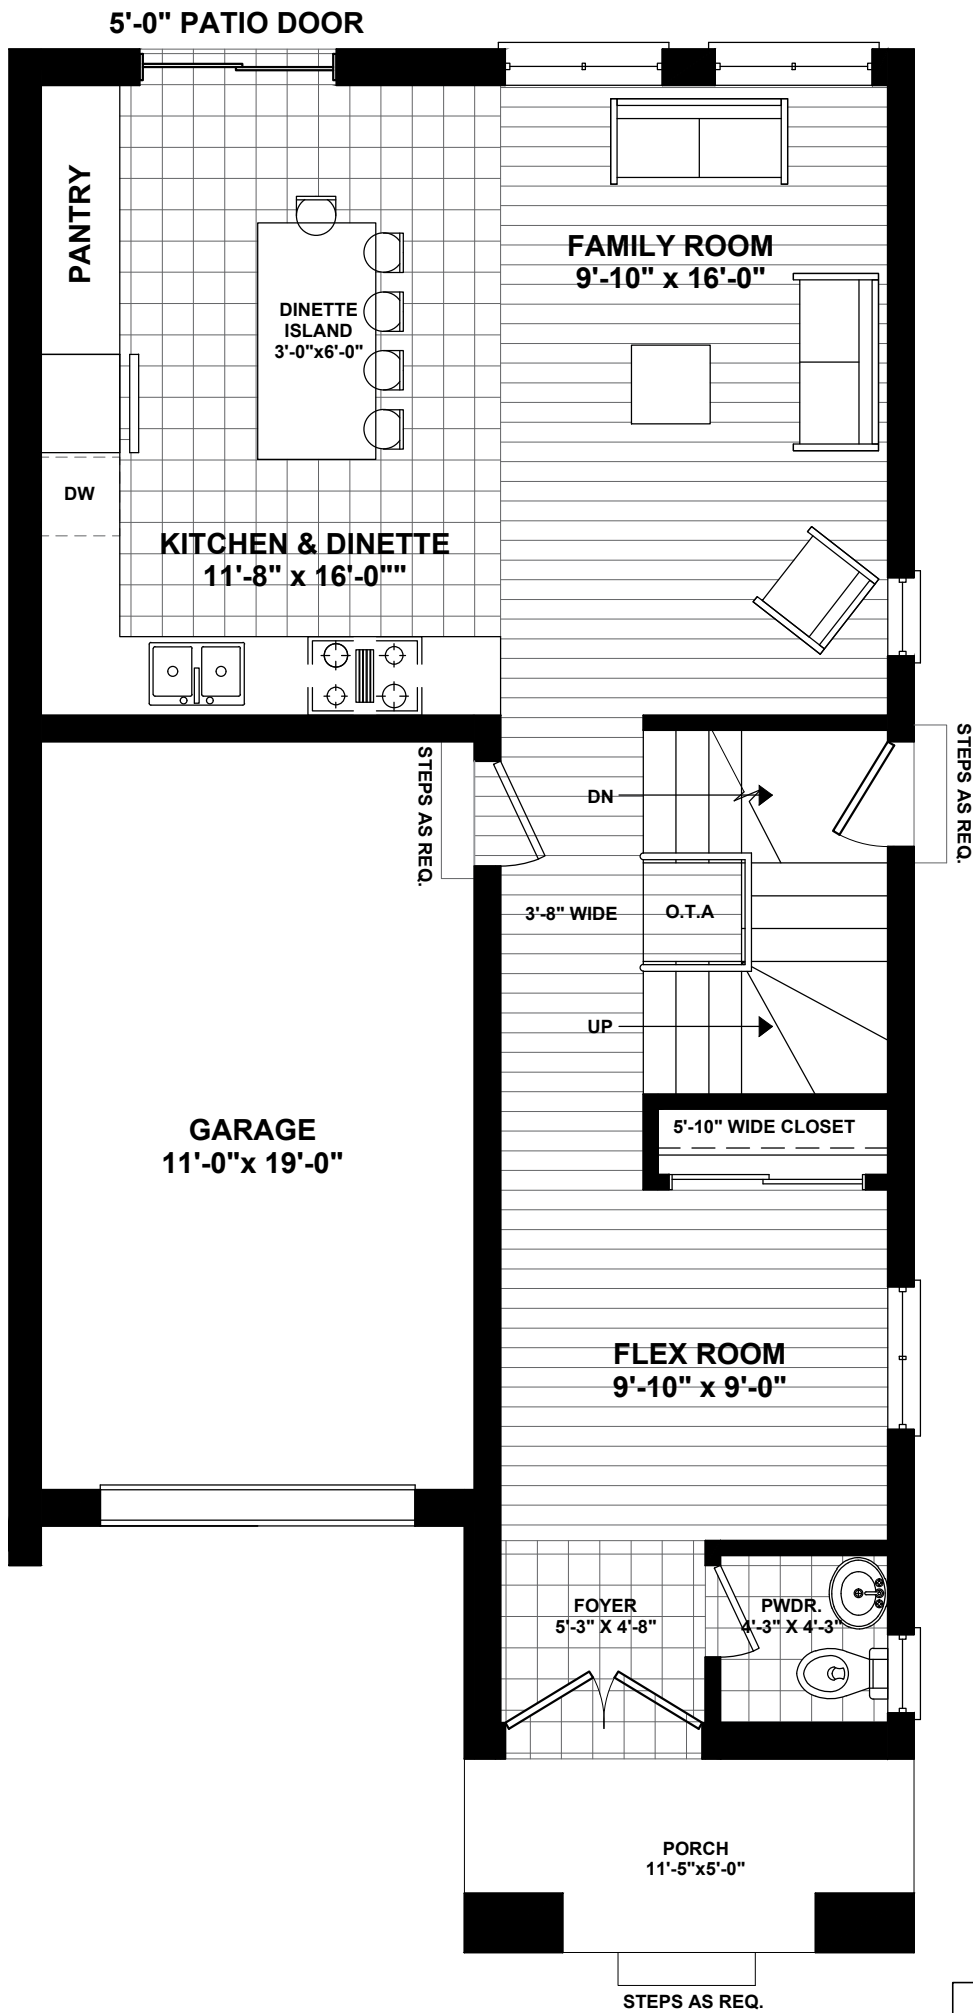 5'-0" PATIO DOOR
PANTRY
FAMILY ROOM
9'-10" x 16'-0"
DINETTE
ISLAND
3'-0"x6'-0"
DW
KITCHEN & DINETTE
11'-8" x 16'-0""
STEPS AS REQ.
STEPS AS REQ.
DN
3'-8" WIDE
O.T.A
UP
5'-10" WIDE CLOSET
GARAGE
11'-0"x 19'-0"
FLEX ROOM
9'-10" x 9'-0"
FOYER
5'-3" X 4'-8"
PWDR.
4'-3" X 4'-3"
PORCH
11'-5"x5'-0"
STEPS AS REQ.